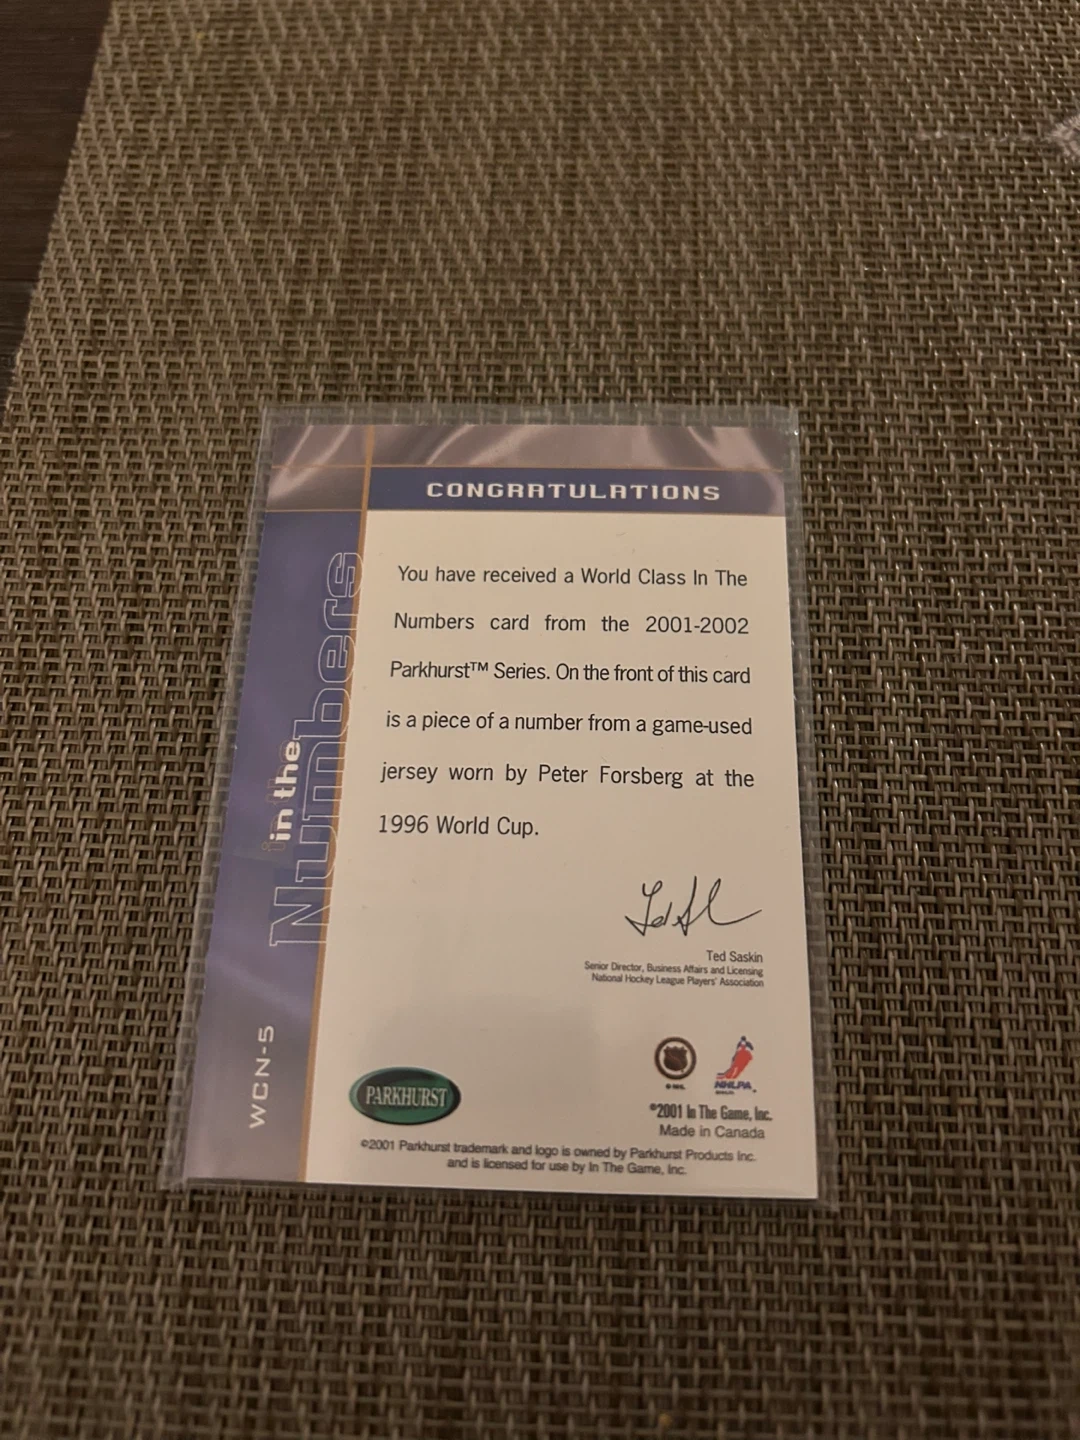 CONGRATULATIONS
You have received a World Class In The
Numbers card from the 2001-2002
Parkhurst™ Series. On the front of this card
is a piece of a number from a game-used
jersey worn by Peter Forsberg at the
1996 World Cup.
Ted Saskin
Senior Director, Business Affairs and Licensing
National Hockey League Players' Association
in the
Numbers
WCN-5
PARKHURST
NHLPA
©2001 In The Game, Inc.
Made in Canada
©2001 Parkhurst trademark and logo is owned by Parkhurst Products Inc.
and is licensed for use by In The Game, Inc.